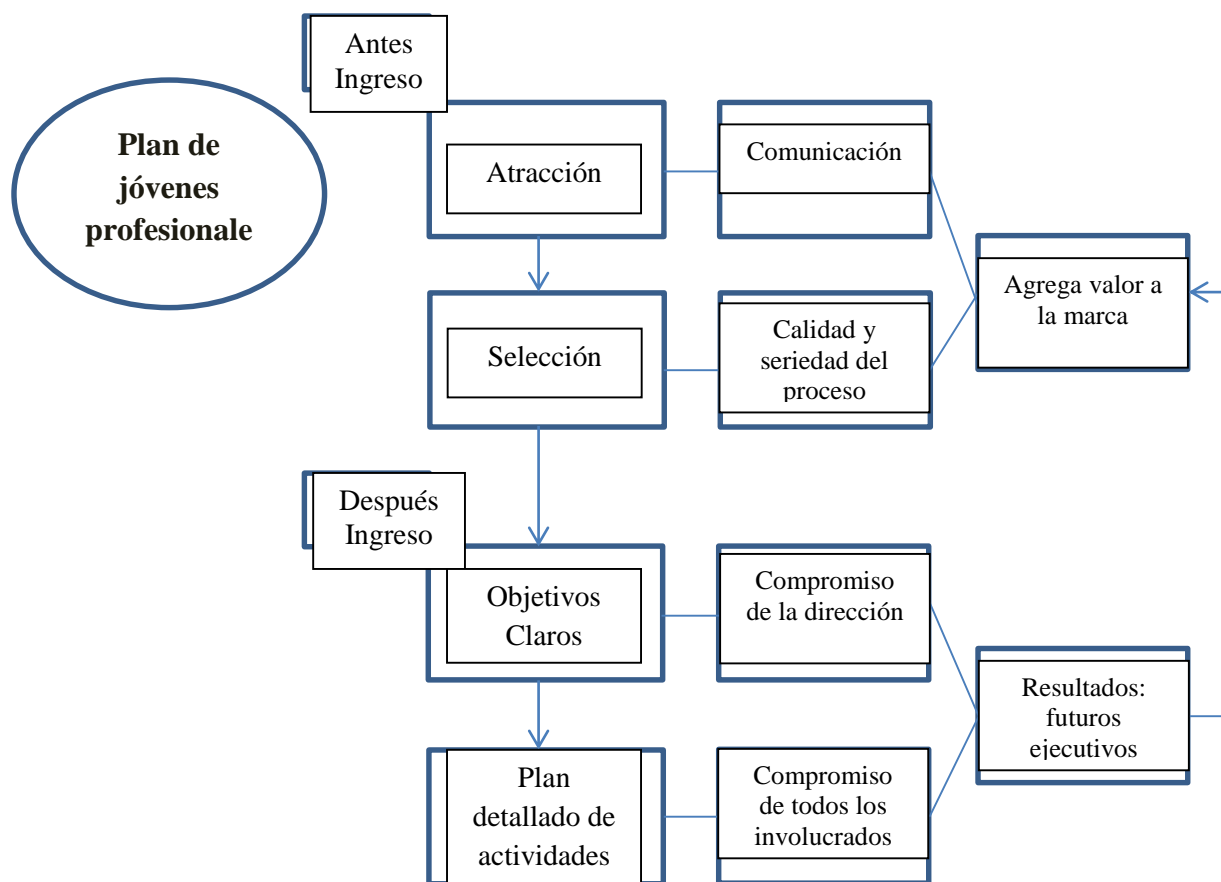 Antes
Ingreso
Plan de
jóvenes
profesionale
Atracción
Comunicación
Agrega valor a
la marca
Selección
Calidad y
seriedad del
proceso
Después
Ingreso
Objetivos
Claros
Compromiso
de la dirección
Resultados:
futuros
ejecutivos
Plan
detallado de
actividades
Compromiso
de todos los
involucrados